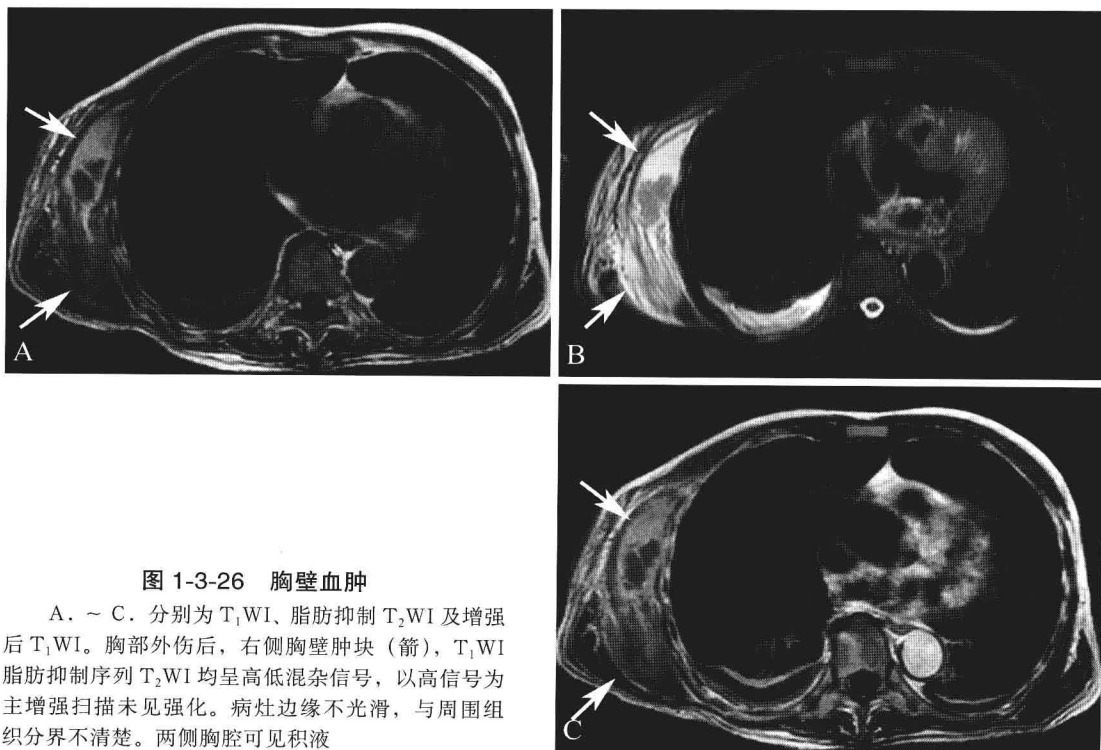 A
B
C
图 1-3-26 胸壁血肿
A. ~ C. 分别为 T₁WI、脂肪抑制 T₂WI 及增强
后 T₁WI。胸部外伤后，右侧胸壁肿块（箭），T₁WI
脂肪抑制序列 T₂WI 均呈高低混杂信号，以高信号为
主增强扫描未见强化。病灶边缘不光滑，与周围组
织分界不清楚。两侧胸腔可见积液